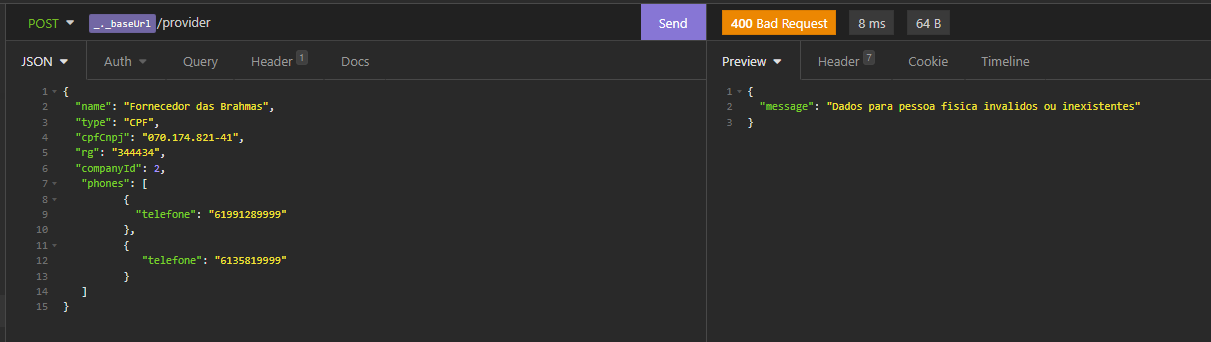 POST _._baseUrl /provider Send 400 Bad Request 8 ms 64 B
JSON Auth Query Header 1 Docs Preview Header 7 Cookie Timeline
1 {
2 "name": "Fornecedor das Brahmas",
3 "type": "CPF",
4 "cpfCnpj": "070.174.821-41",
5 "rg": "344434",
6 "companyId": 2,
7 "phones": [
8 {
9 "telefone": "61991289999"
10 },
11 {
12 "telefone": "6135819999"
13 }
14 ]
15 }
1 {
2 "message": "Dados para pessoa fisica invalidos ou inexistentes"
3 }